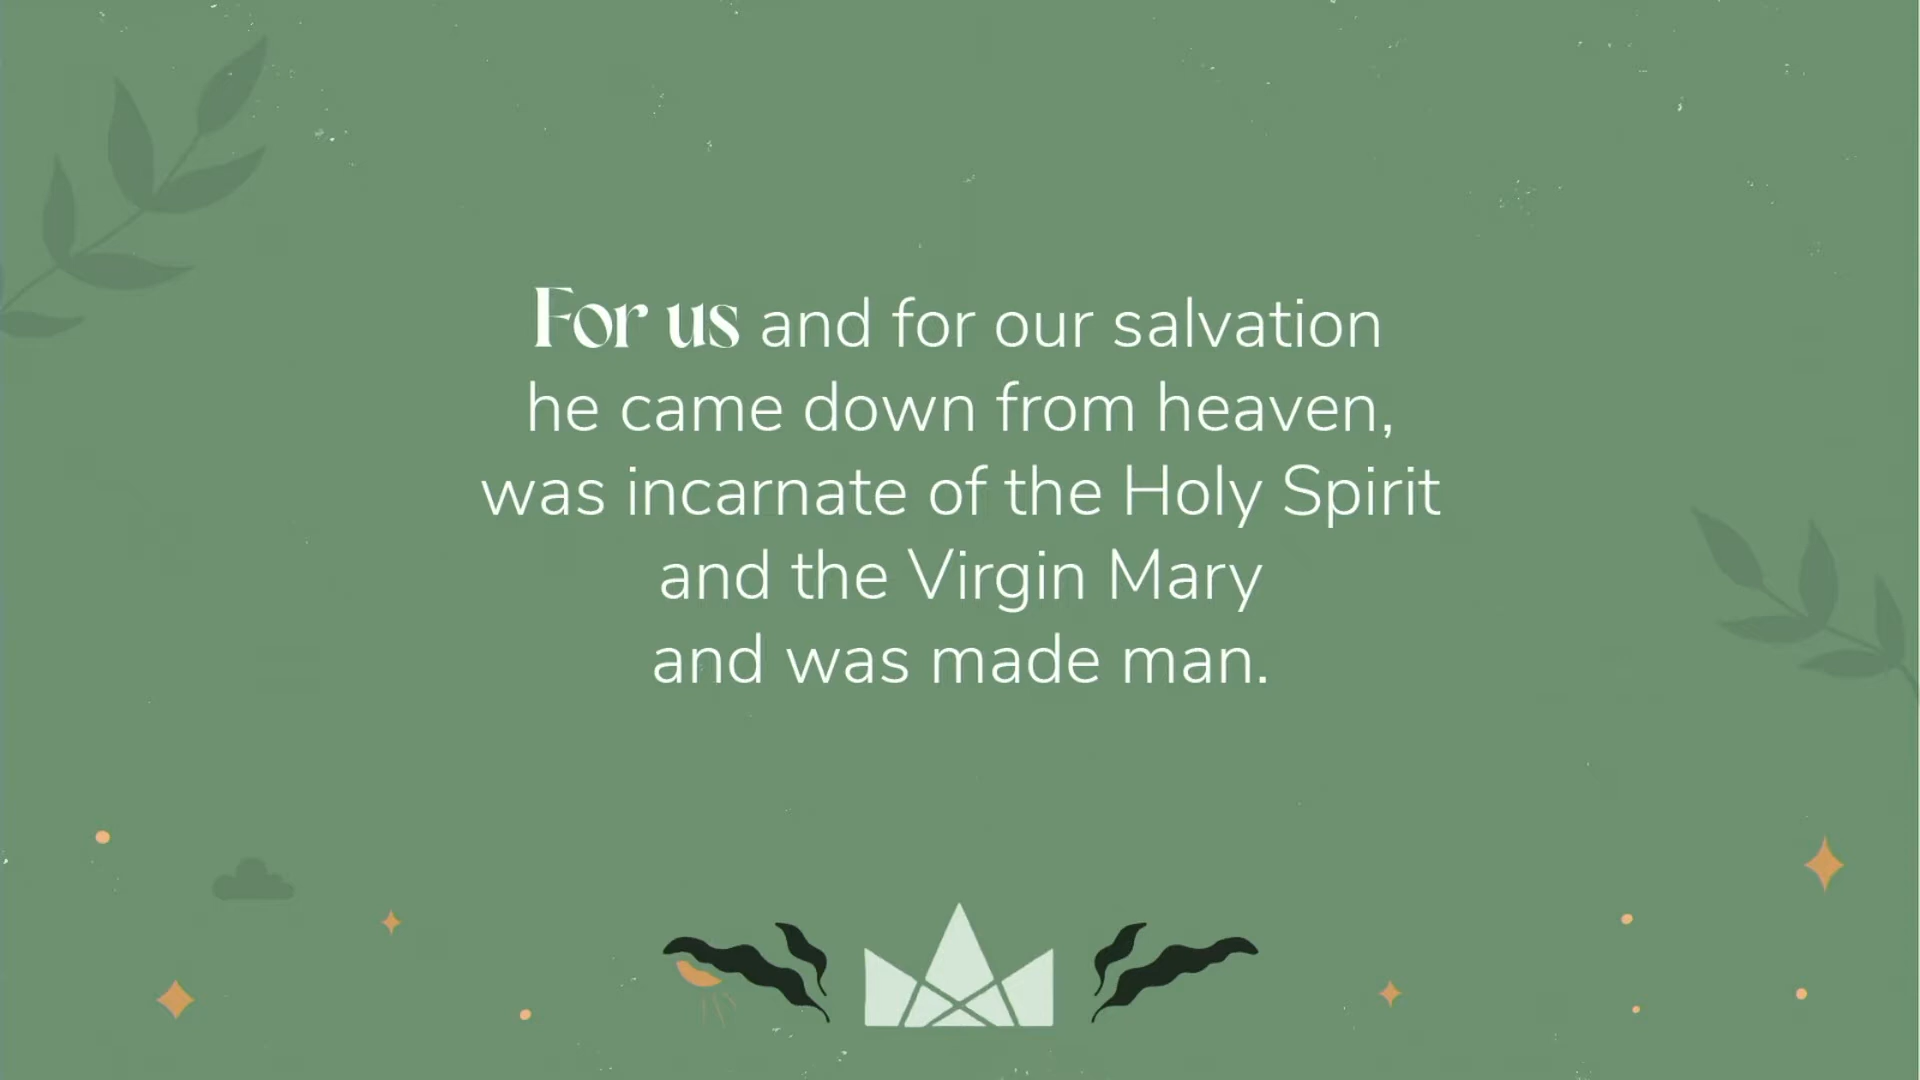 For us and for our salvation
he came down from heaven,
was incarnate of the Holy Spirit
and the Virgin Mary
and was made man.